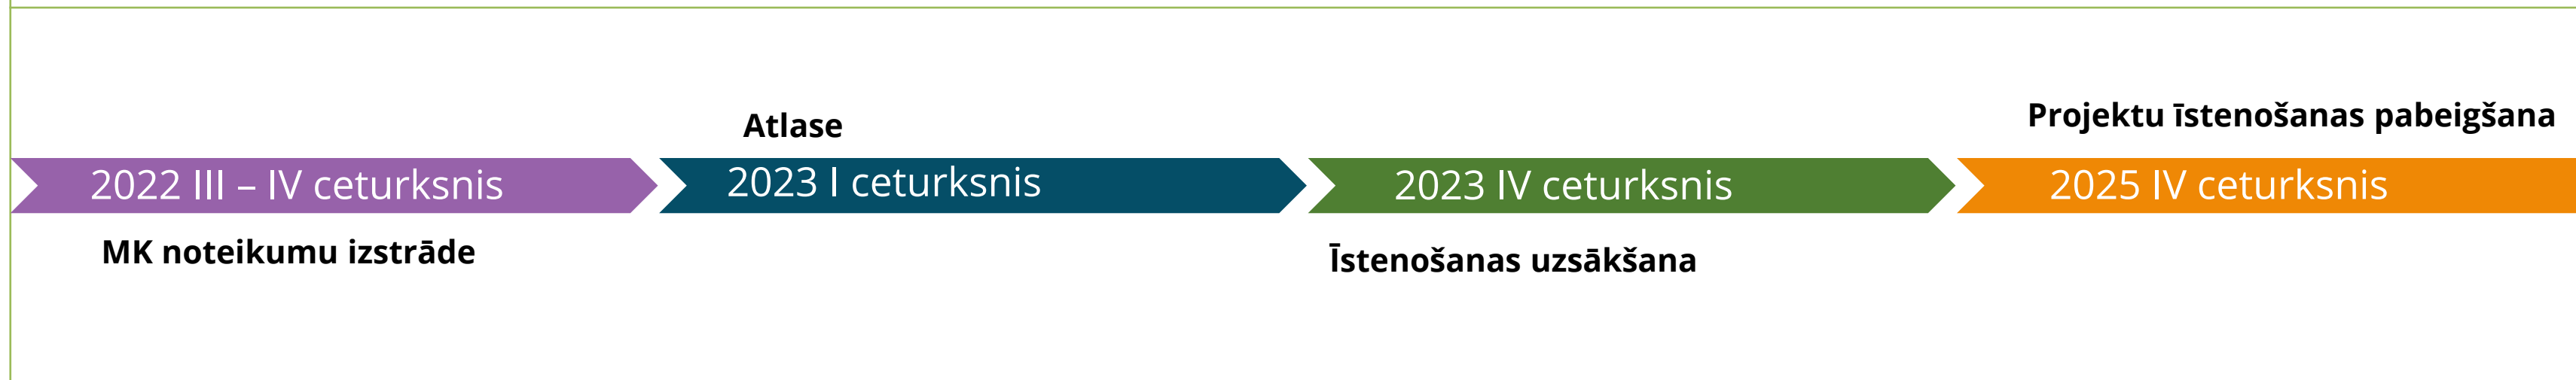 Atlase
Projektu īstenošanas pabeigšana
2022 III – IV ceturksnis
2023 I ceturksnis
2023 IV ceturksnis
2025 IV ceturksnis
MK noteikumu izstrāde
Īstenošanas uzsākšana